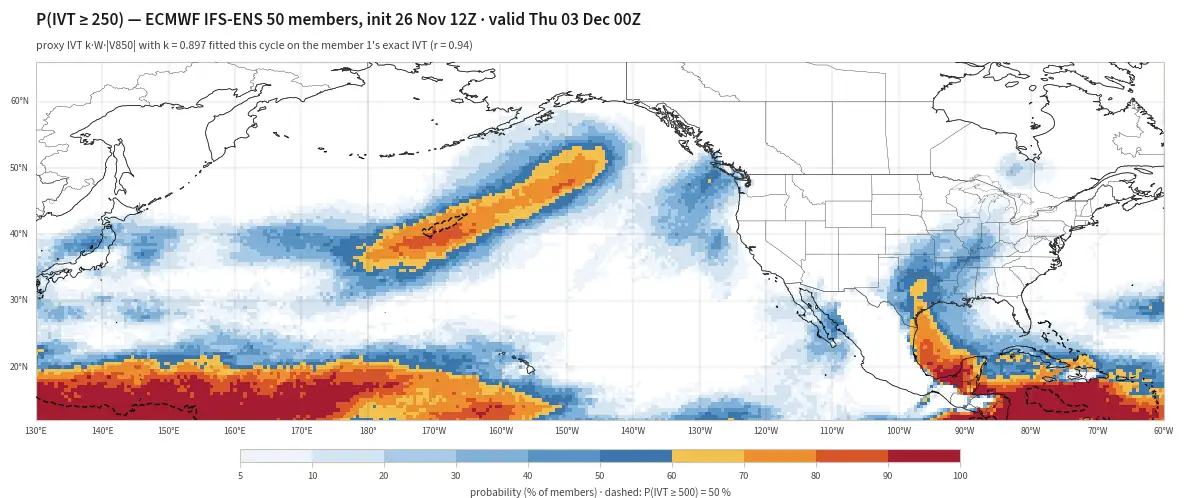 P(IVT ≥ 250) — ECMWF IFS-ENS 50 members, init 26 Nov 12Z · valid Thu 03 Dec 00Z
proxy IVT k·W·|V850| with k = 0.897 fitted this cycle on the member 1's exact IVT (r = 0.94)
60°N
50°N
40°N
30°N
20°N
130°E 140°E 150°E 160°E 170°E 180° 170°W 160°W 150°W 140°W 130°W 120°W 110°W 100°W 90°W 80°W 70°W 60°W
5 10 20 30 40 50 60 70 80 90 100
probability (% of members) · dashed: P(IVT ≥ 500) = 50 %